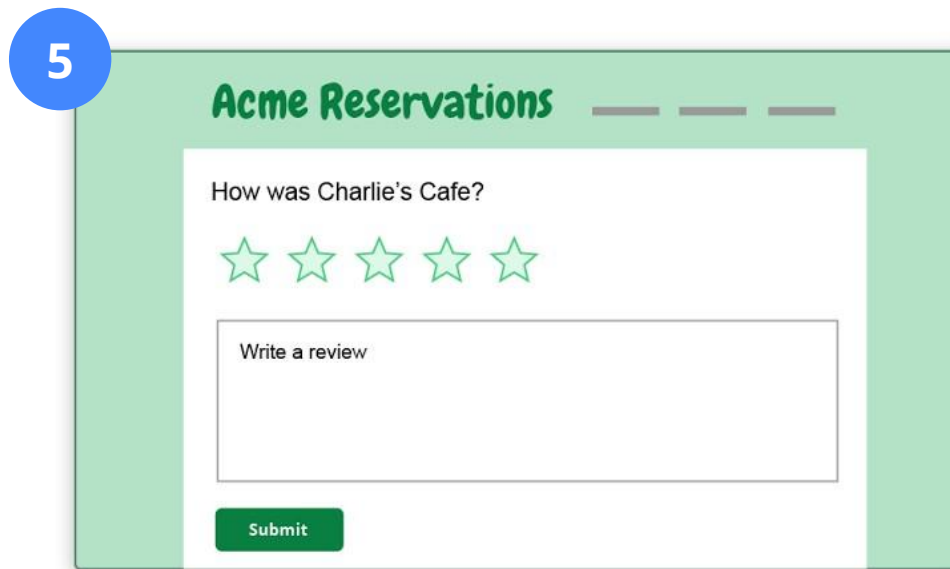 5
Acme Reservations
How was Charlie's Cafe?
Write a review
Submit